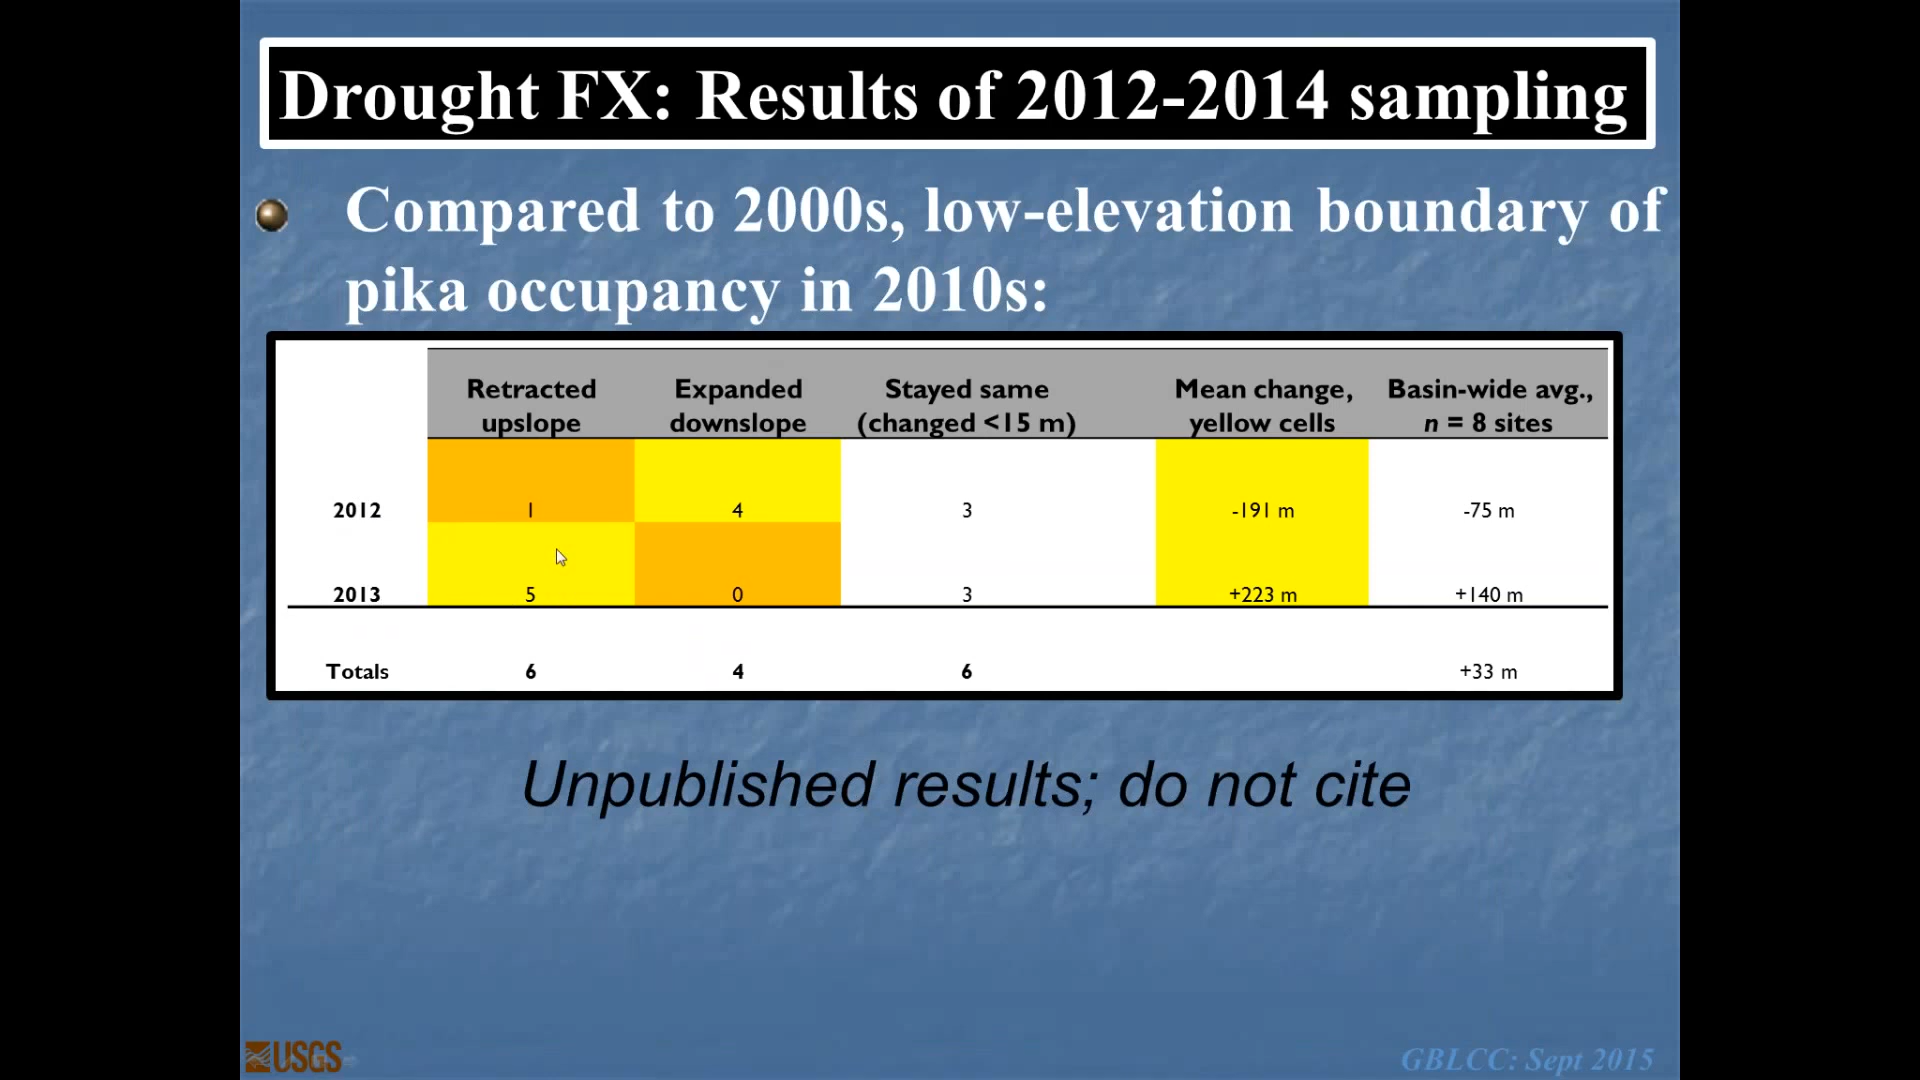 Drought FX: Results of 2012-2014 sampling
Compared to 2000s, low-elevation boundary of
pika occupancy in 2010s:
Retracted upslope Expanded downslope Stayed same (changed <15 m) Mean change, yellow cells Basin-wide avg., n = 8 sites
2012 1 4 3 -191 m -75 m
2013 5 0 3 +223 m +140 m
Totals 6 4 6 +33 m
Unpublished results; do not cite
USGS
GBLCC: Sept 2015